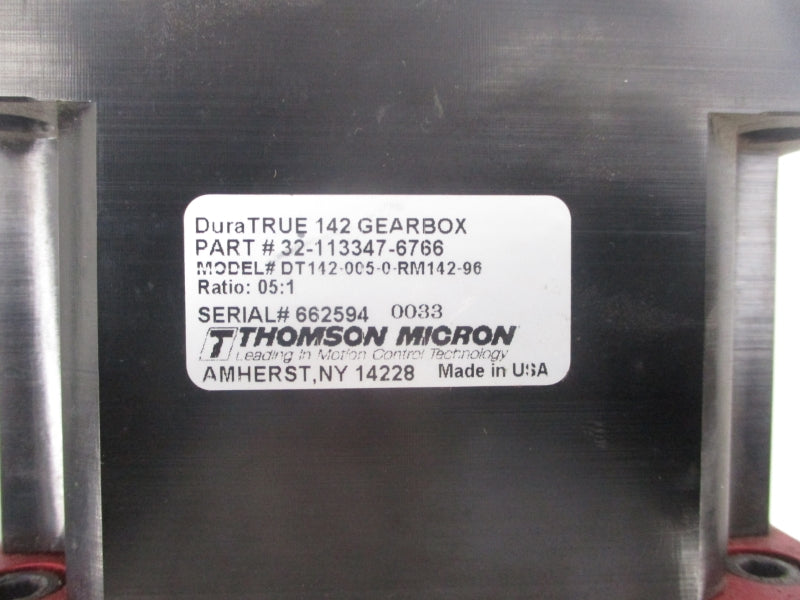 DuraTRUE 142 GEARBOX
PART # 32-113347-6766
MODEL# DT142-005-0-RM142-96
Ratio: 05:1
SERIAL# 662594 0033
T THOMSON MICRON
Leading in Motion Control Technology
AMHERST,NY 14228 Made in USA